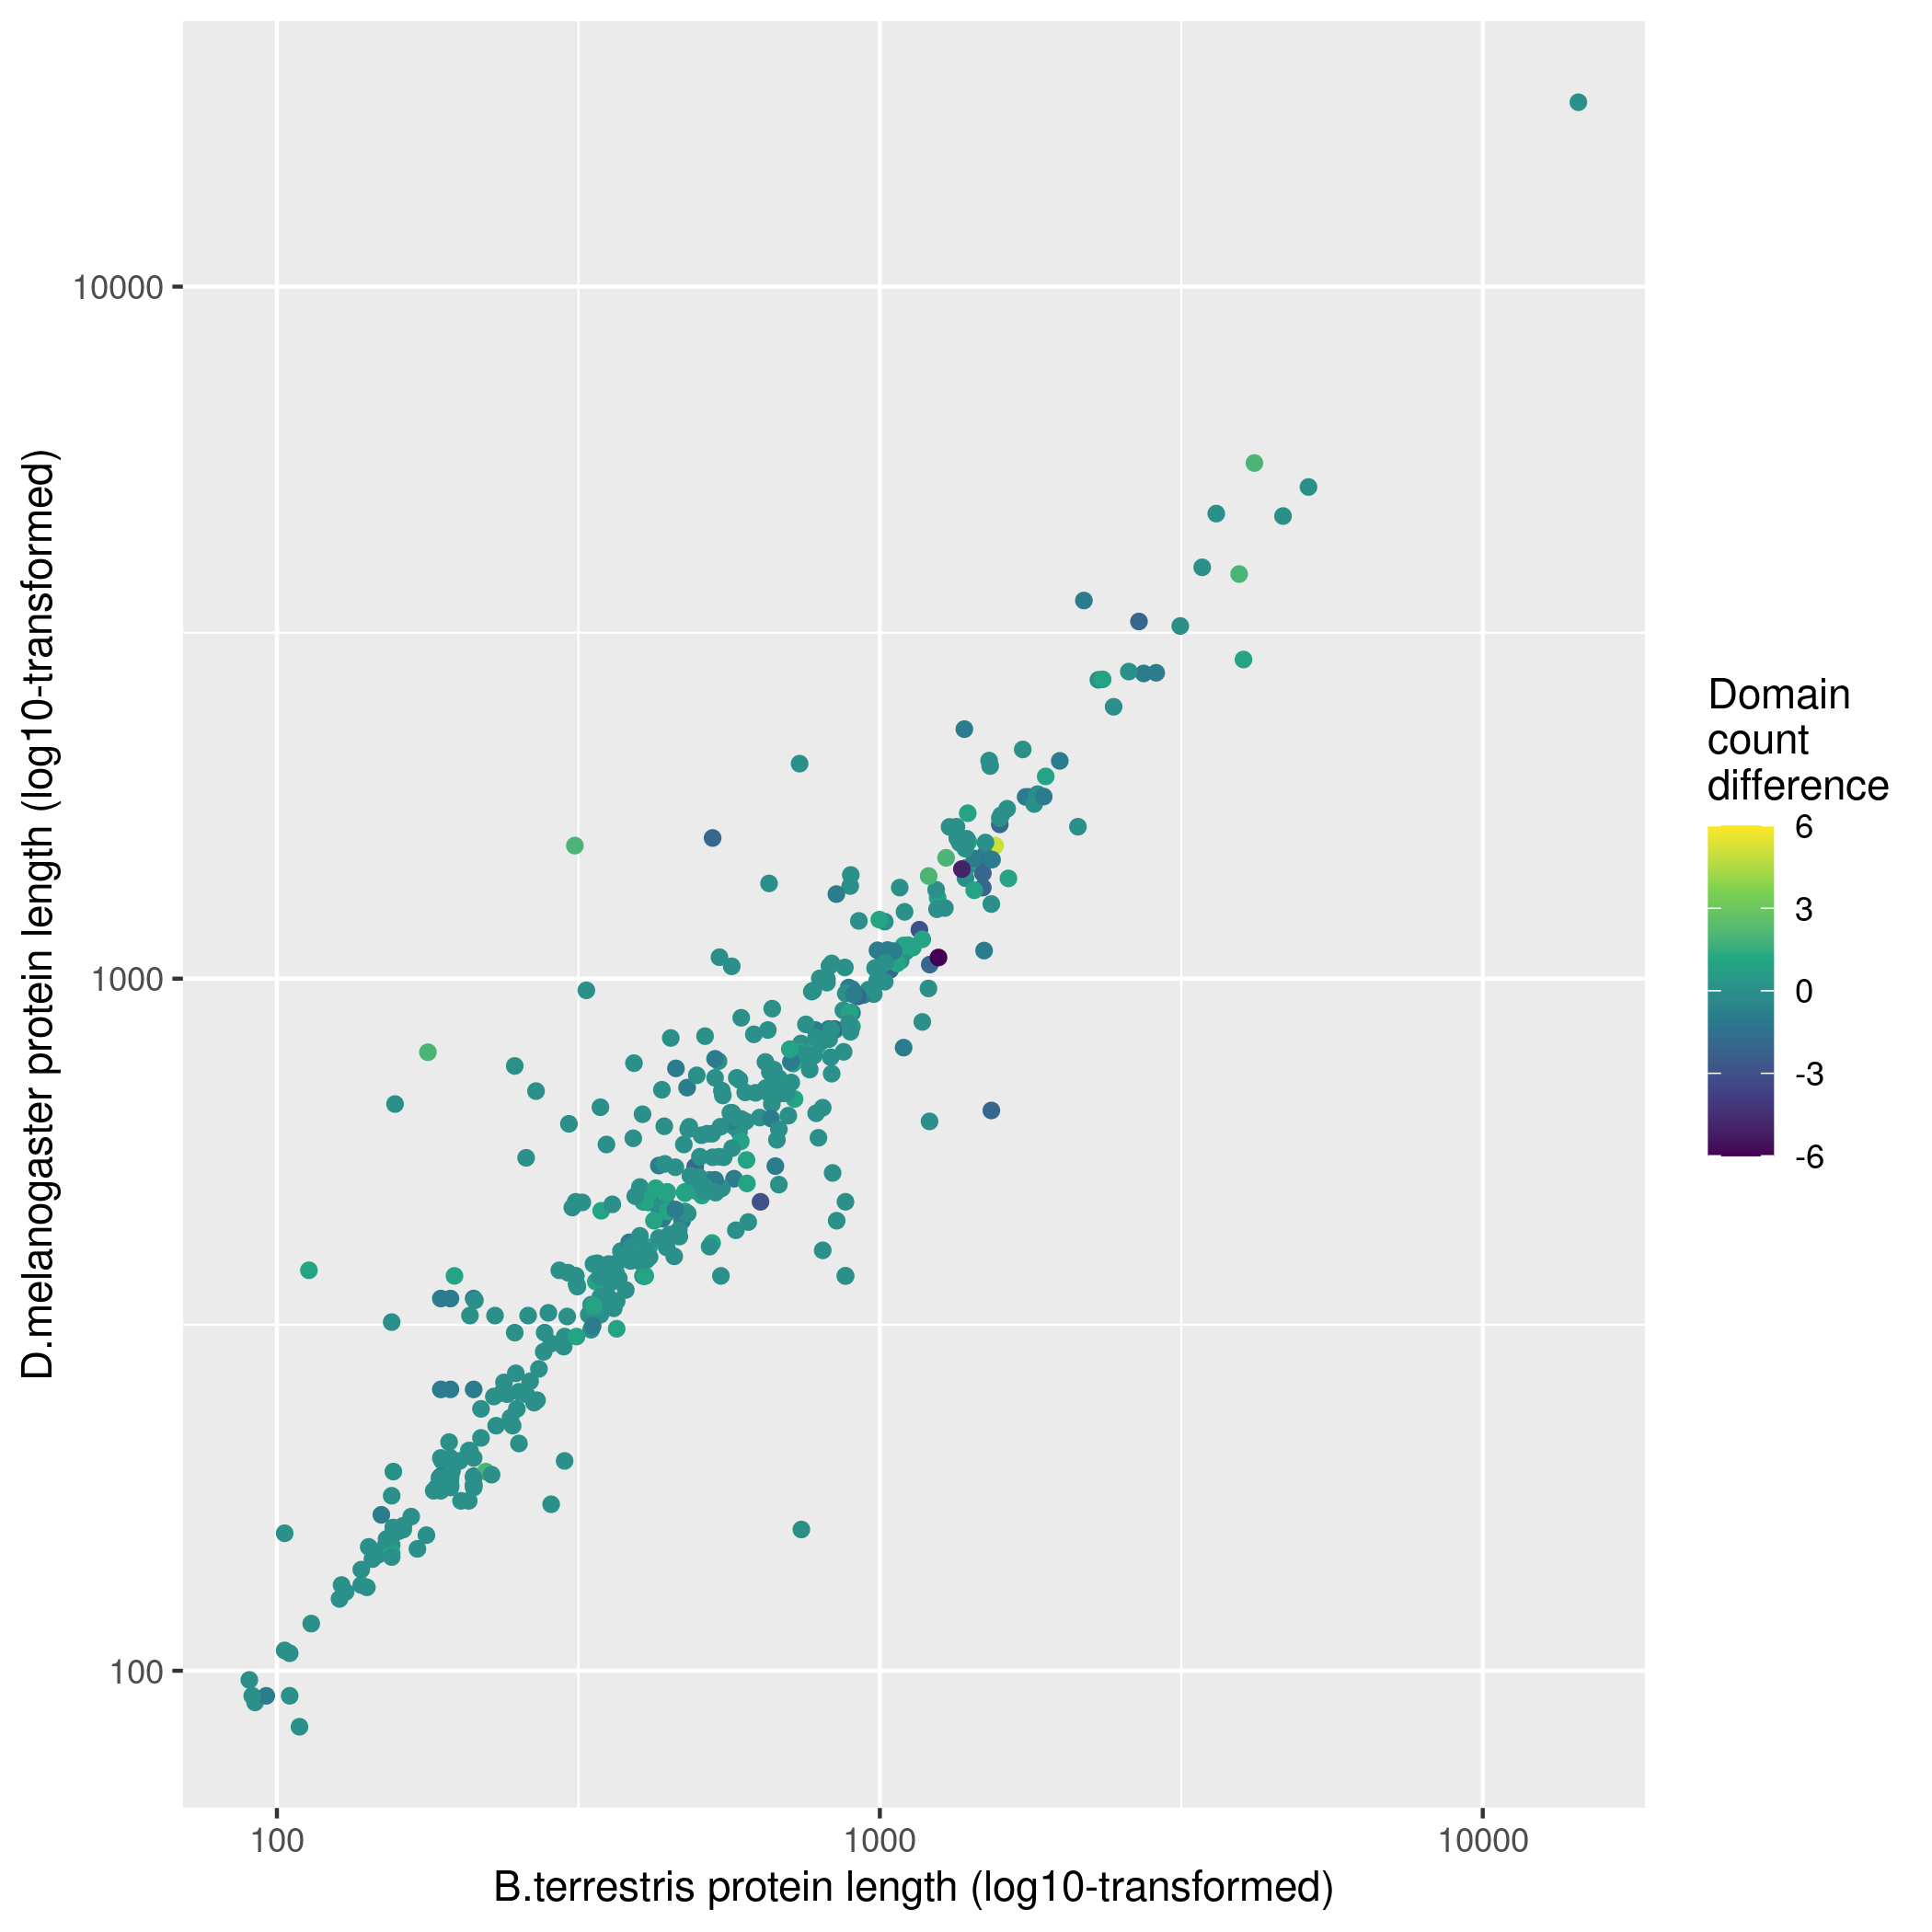 D.melanogaster protein length (log10-transformed)
10000
1000
100
100
1000
10000
B.terrestris protein length (log10-transformed)
Domain
count
difference
6
3
0
-3
-6